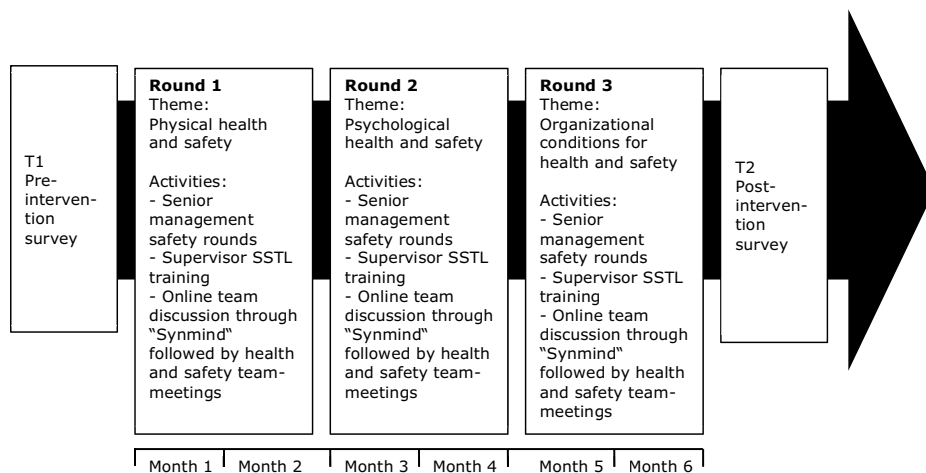 T1
Pre-
interven-
tion
survey
Round 1
Theme:
Physical health
and safety
Activities:
- Senior
management
safety rounds
- Supervisor SSTL
training
- Online team
discussion through
“Synmind“
followed by health
and safety team-
meetings
Round 2
Theme:
Psychological
health and safety
Activities:
- Senior
management
safety rounds
- Supervisor SSTL
training
- Online team
discussion through
“Synmind“
followed by health
and safety team-
meetings
Round 3
Theme:
Organizational
conditions for
health and safety
Activities:
- Senior
management
safety rounds
- Supervisor SSTL
training
- Online team
discussion through
“Synmind“
followed by health
and safety team-
meetings
T2
Post-
interven-
tion
survey
Month 1 Month 2 Month 3 Month 4 Month 5 Month 6